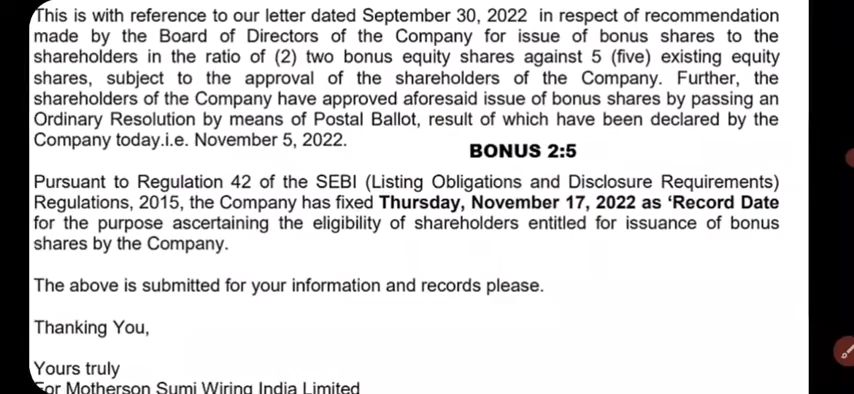 This is with reference to our letter dated September 30, 2022 in respect of recommendation
made by the Board of Directors of the Company for issue of bonus shares to the
shareholders in the ratio of (2) two bonus equity shares against 5 (five) existing equity
shares, subject to the approval of the shareholders of the Company. Further, the
shareholders of the Company have approved aforesaid issue of bonus shares by passing an
Ordinary Resolution by means of Postal Ballot, result of which have been declared by the
Company today.i.e. November 5, 2022.
BONUS 2:5
Pursuant to Regulation 42 of the SEBI (Listing Obligations and Disclosure Requirements)
Regulations, 2015, the Company has fixed Thursday, November 17, 2022 as ‘Record Date
for the purpose ascertaining the eligibility of shareholders entitled for issuance of bonus
shares by the Company.
The above is submitted for your information and records please.
Thanking You,
Yours truly
For Motherson Sumi Wiring India Limited